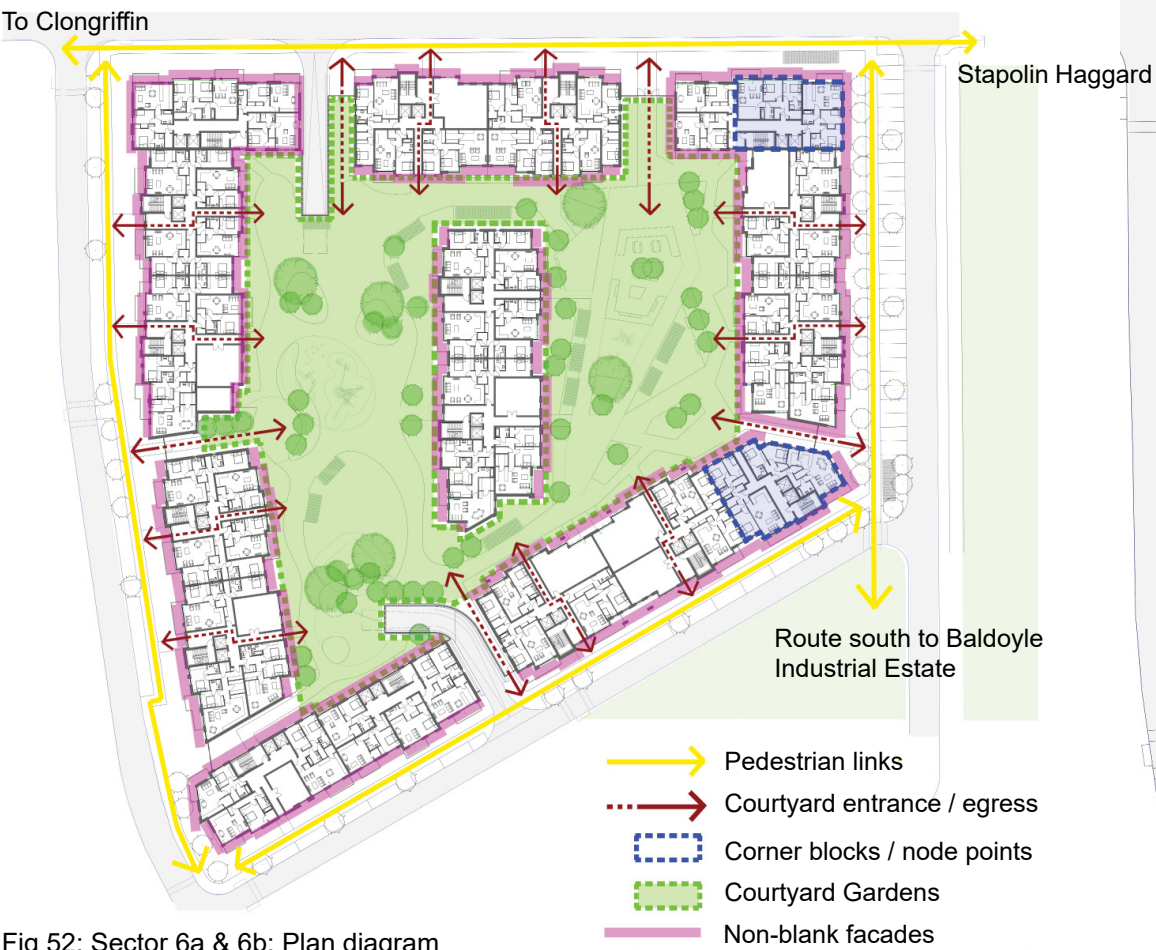 To Clongriffin
Stapolin Haggard
Route south to Baldoyle
Industrial Estate
Pedestrian links
Courtyard entrance / egress
Corner blocks / node points
Courtyard Gardens
Non-blank facades
Fig 52: Sector 6a & 6b: Plan diagram